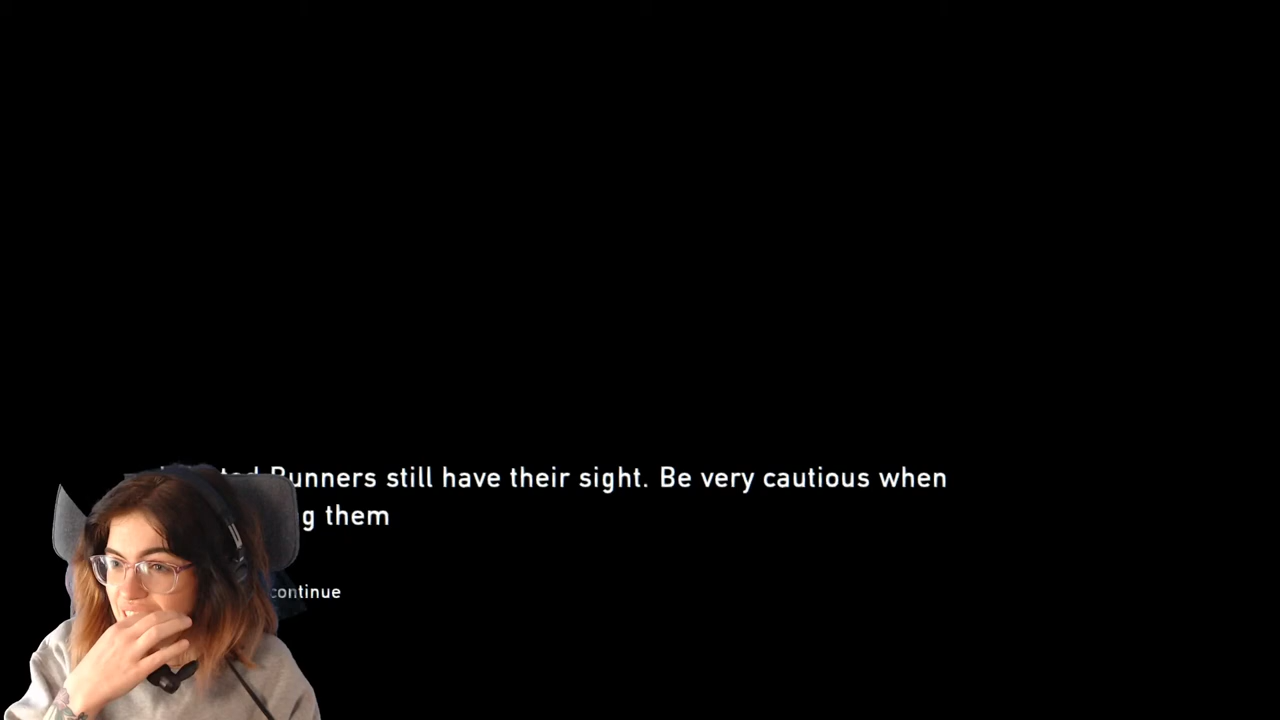 Runners still have their sight. Be very cautious when
them
continue